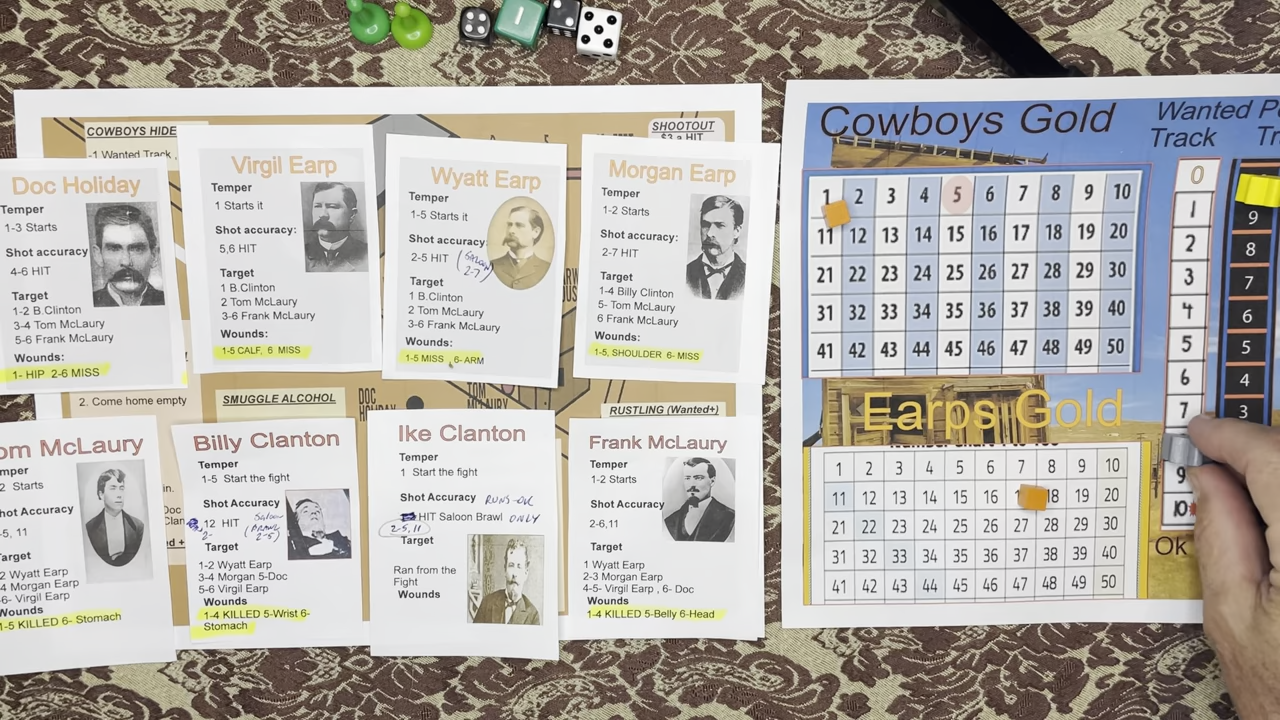 COWBOYS HIDE
-1 Wanted Track
SHOOTOUT
$3 a HIT
Doc Holiday
Temper
1-3 Starts
Shot accuracy
4-6 HIT
Target
1-2 B.Clinton
3-4 Tom McLaury
5-6 Frank McLaury
Wounds:
1- HIP 2-6 MISS
Virgil Earp
Temper
1 Starts it
Shot accuracy:
5,6 HIT
Target
1 B.Clinton
2 Tom McLaury
3-6 Frank McLaury
Wounds:
1-5 CALF, 6 MISS
Wyatt Earp
Temper
1-5 Starts it
Shot accuracy:
2-5 HIT (SALOON
2-7)
Target
1 B.Clinton
2 Tom McLaury
3-6 Frank McLaury
Wounds:
1-5 MISS 6- ARM
Morgan Earp
Temper
1-2 Starts
Shot accuracy:
2-7 HIT
Target
1-4 Billy Clinton
5- Tom McLaury
6 Frank McLaury
Wounds:
1-5, SHOULDER 6- MISS
2. Come home empty
SMUGGLE ALCOHOL
DOC
TOM
McLAURY
RUSTLING (Wanted+)
om McLaury
Temper
2 Starts
Shot Accuracy
-5, 11
Target
2 Wyatt Earp
4 Morgan Earp
6- Virgil Earp
Wounds
1-5 KILLED 6- Stomach
Billy Clanton
Temper
1-5 Start the fight
Shot Accuracy
12 HIT Saloon
2- (BRAWL
2-5)
Target
1-2 Wyatt Earp
3-4 Morgan 5-Doc
5-6 Virgil Earp
Wounds
1-4 KILLED 5-Wrist 6-
Stomach
Ike Clanton
Temper
1 Start the fight
Shot Accuracy RUNS-OK
HIT Saloon Brawl ONLY
2-5, 11
Target
Ran from the
Fight
Wounds
Frank McLaury
Temper
1-2 Starts
Shot Accuracy
2-6,11
Target
1 Wyatt Earp
2-3 Morgan Earp
4-5- Virgil Earp , 6- Doc
Wounds
1-4 KILLED 5-Belly 6-Head
Cowboys Gold
1 2 3 4 5 6 7 8 9 10
11 12 13 14 15 16 17 18 19 20
21 22 23 24 25 26 27 28 29 30
31 32 33 34 35 36 37 38 39 40
41 42 43 44 45 46 47 48 49 50
Earps Gold
1 2 3 4 5 6 7 8 9 10
11 12 13 14 15 16 18 19 20
21 22 23 24 25 26 27 28 29 30
31 32 33 34 35 36 37 38 39 40
41 42 43 44 45 46 47 48 49 50
Wanted
Track
0
1
2
3
4
5
6
7
9
10
Ok
9
8
7
6
5
4
3